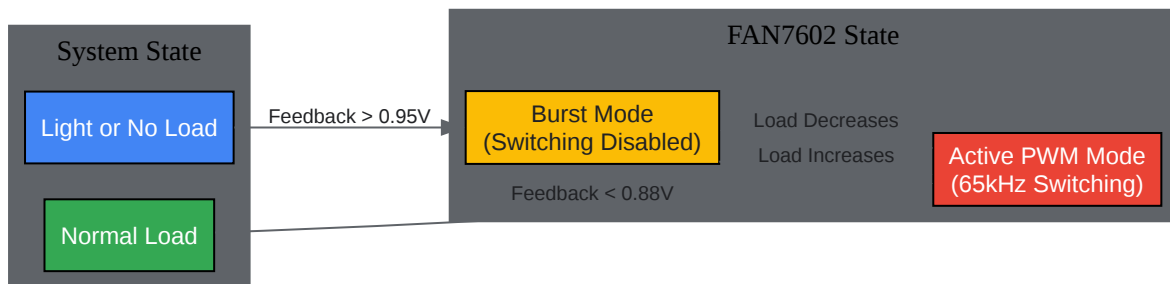 System State
Light or No Load
Normal Load
Feedback > 0.95V
FAN7602 State
Burst Mode
(Switching Disabled)
Load Decreases
Load Increases
Feedback < 0.88V
Active PWM Mode
(65kHz Switching)